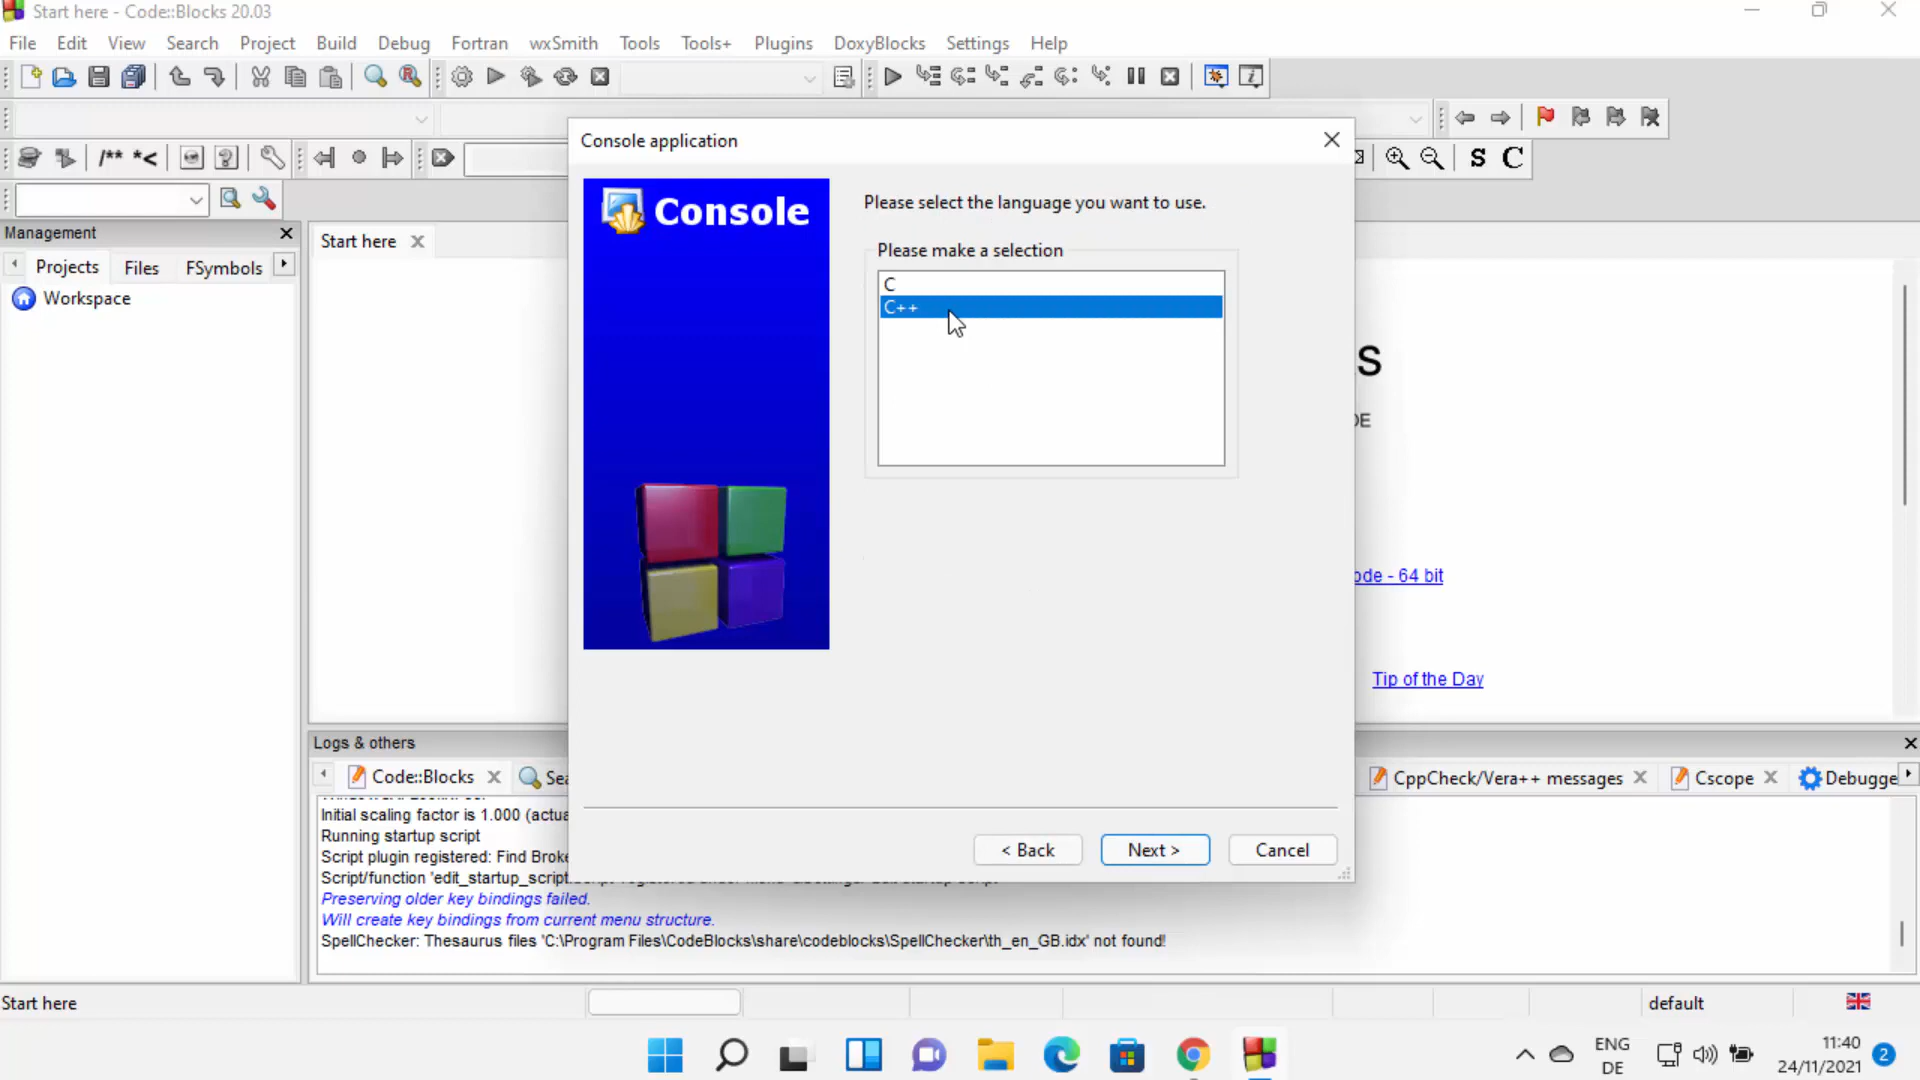 Start here - Code::Blocks 20.03
File Edit View Search Project Build Debug Fortran wxSmith Tools Tools+ Plugins DoxyBlocks Settings Help
/** *<
S C
Console application
Console
Please select the language you want to use.
Please make a selection
C
C++
Management
Projects Files FSymbols
Workspace
Start here
s
DE
ode - 64 bit
Tip of the Day
< Back Next > Cancel
Logs & others
Code::Blocks Sea CppCheck/Vera++ messages Cscope Debugge
Initial scaling factor is 1.000 (actua
Running startup script
Script plugin registered: Find Broke
Script/function 'edit_startup_script
Preserving older key bindings failed.
Will create key bindings from current menu structure.
SpellChecker: Thesaurus files 'C:\Program Files\CodeBlocks\share\codeblocks\SpellChecker\th_en_GB.idx' not found!
Start here default
ENG
DE
11:40
24/11/2021
2